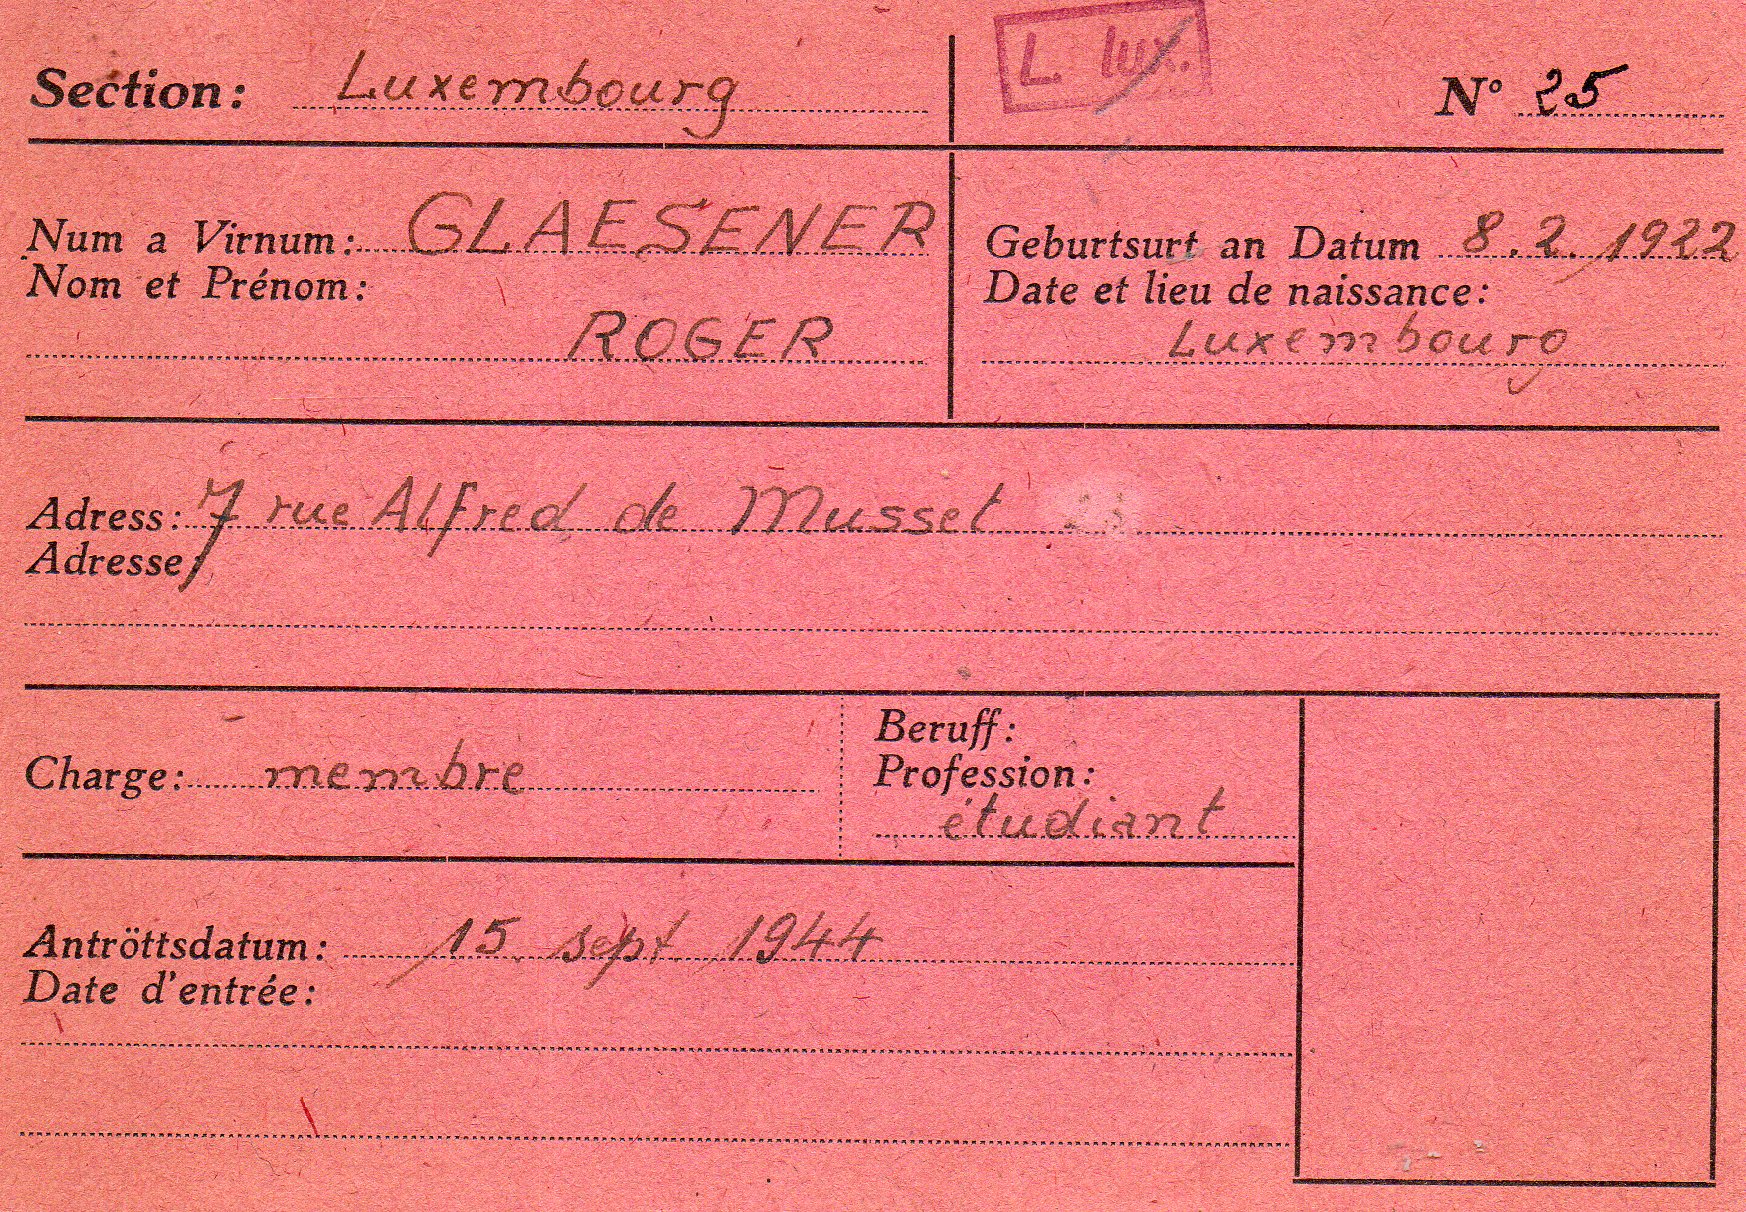 L. lux.
Section: Luxembourg
N° 25
Num a Virnum: GLAESENER
Nom et Prénom:
ROGER
Geburtsurt an Datum 8.2.1922
Date et lieu de naissance:
Luxembourg
Adress: 7 rue Alfred de Musset
Adresse:
Charge: membre
Beruff:
Profession:
étudiant
Antröttsdatum: 15 sept. 1944
Date d'entrée: